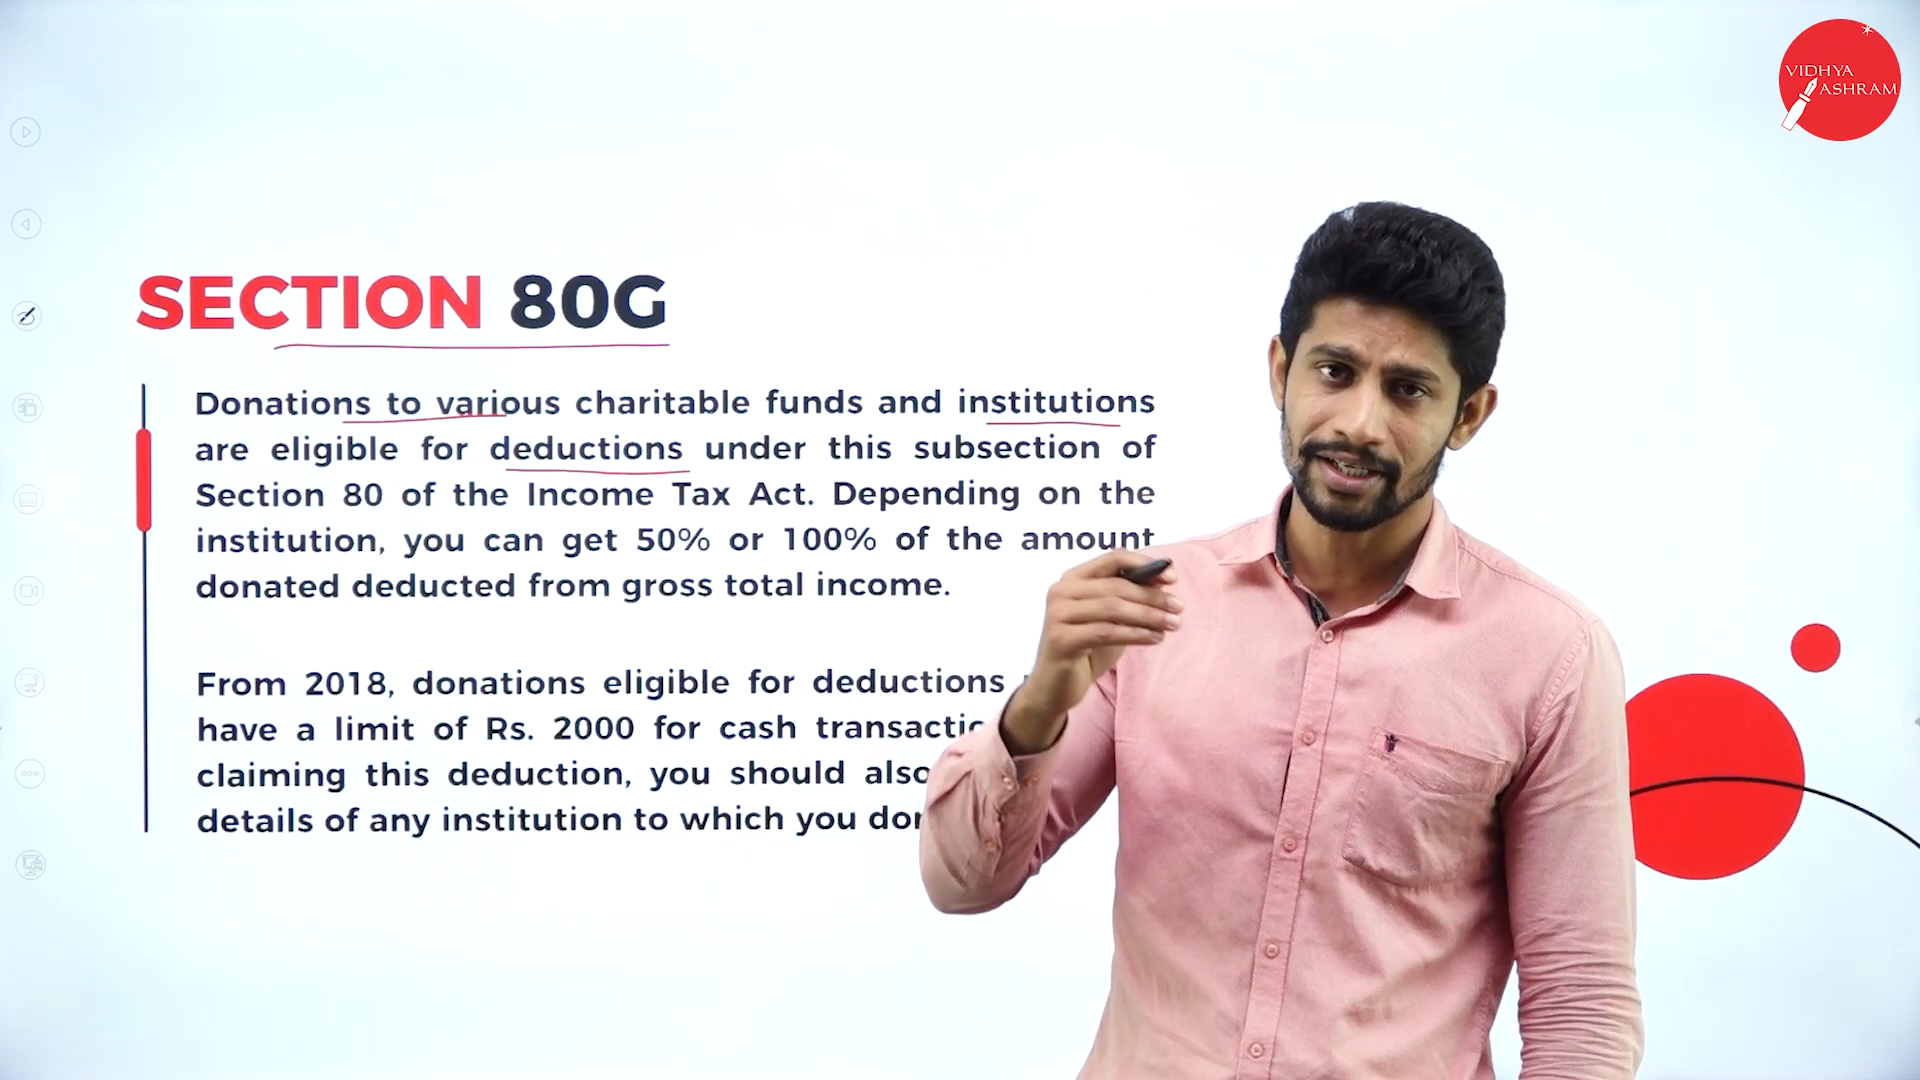 VIDHYA
ASHRAM
SECTION 80G
Donations to various charitable funds and institutions
are eligible for deductions under this subsection of
Section 80 of the Income Tax Act. Depending on the
institution, you can get 50% or 100% of the amount
donated deducted from gross total income.
From 2018, donations eligible for deductions
have a limit of Rs. 2000 for cash
claiming this deduction, you should also
details of any institution to which you